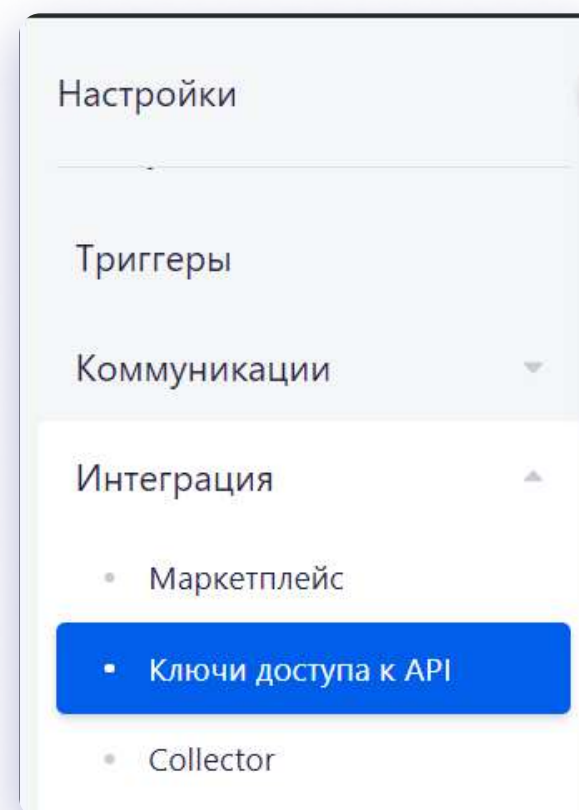 Настройки
Триггеры
Коммуникации
Интеграция
Маркетплейс
Ключи доступа к API
Collector